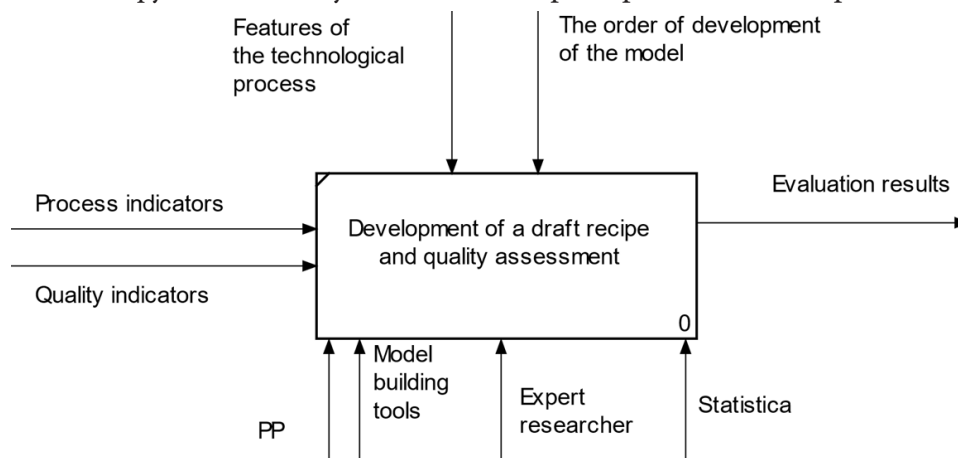 Features of
the technological
process
The order of development
of the model
Process indicators
Quality indicators
Development of a draft recipe
and quality assessment
0
Evaluation results
PP
Model
building
tools
Expert
researcher
Statistica